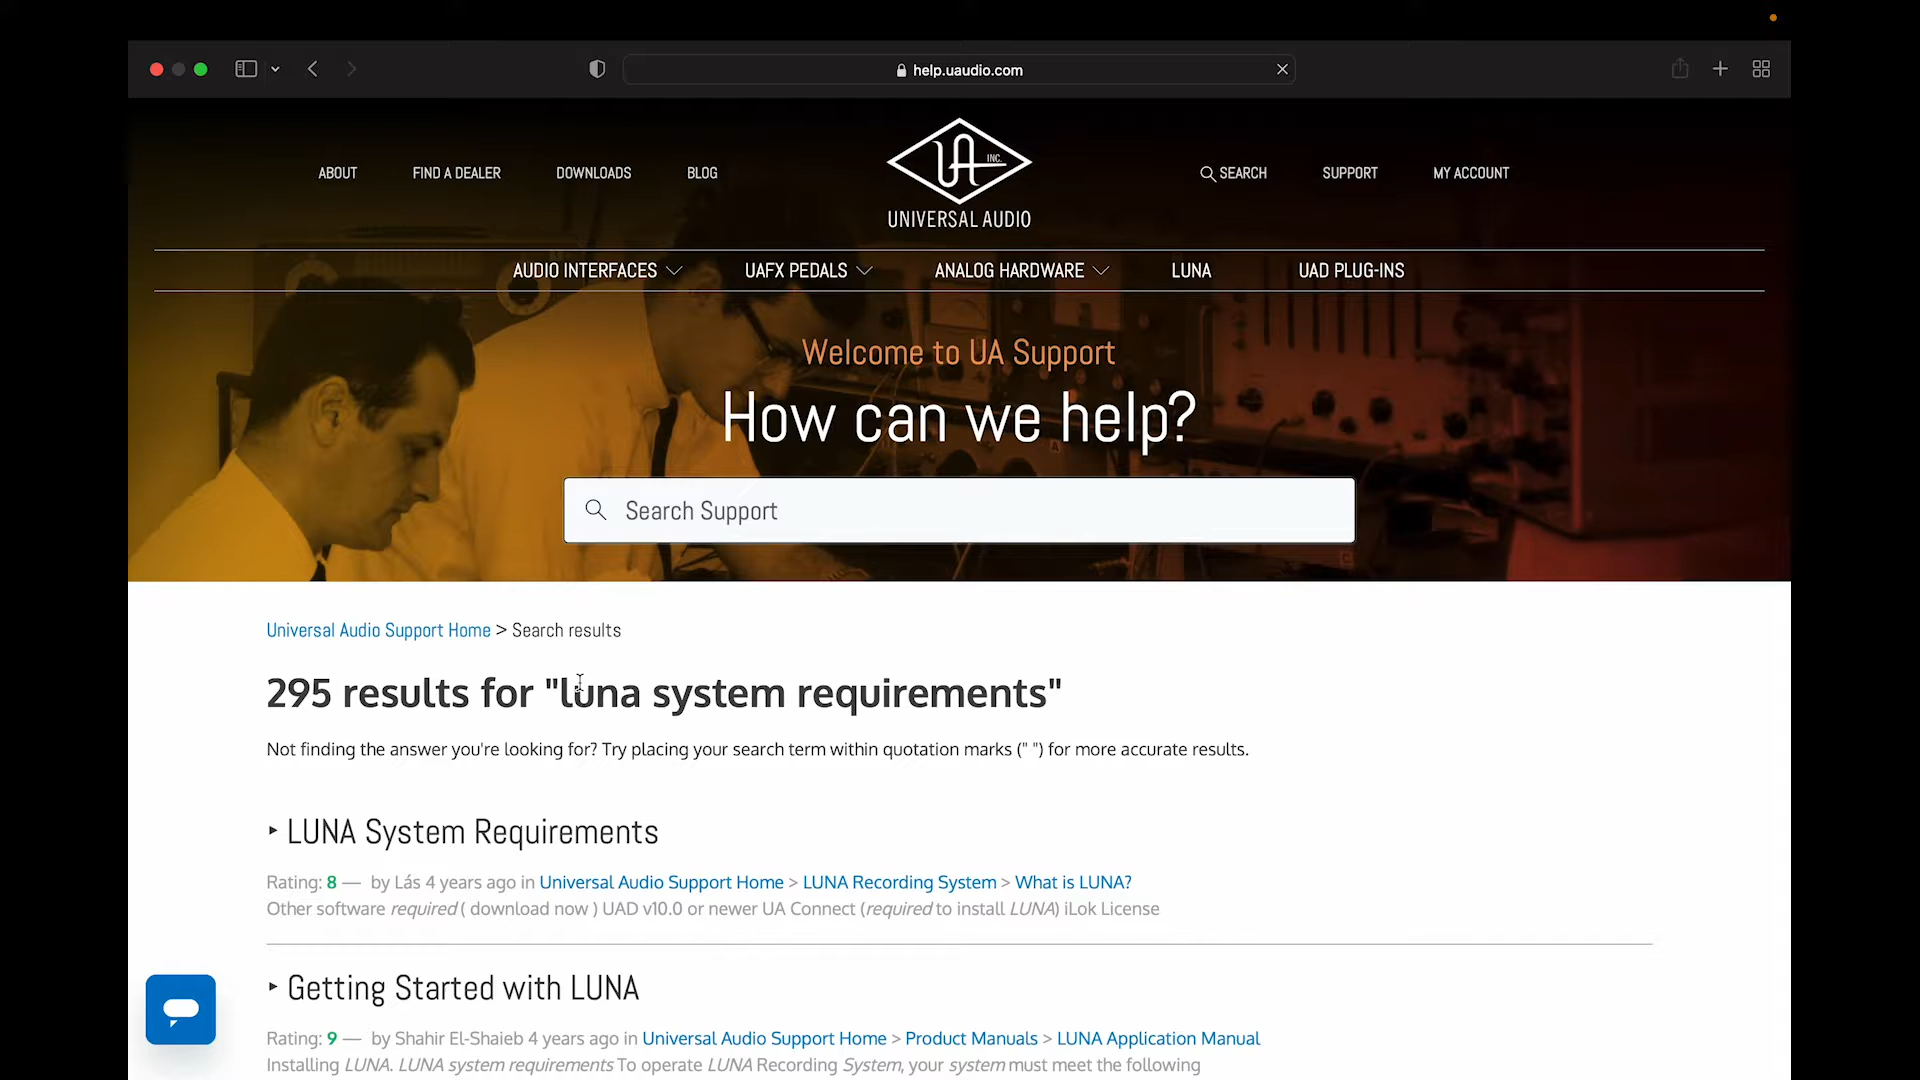 help.uaudio.com
ABOUT FIND A DEALER DOWNLOADS BLOG
UA INC.
UNIVERSAL AUDIO
SEARCH SUPPORT MY ACCOUNT
AUDIO INTERFACES UAFX PEDALS ANALOG HARDWARE LUNA UAD PLUG-INS
Welcome to UA Support
How can we help?
Search Support
Universal Audio Support Home > Search results
295 results for "luna system requirements"
Not finding the answer you're looking for? Try placing your search term within quotation marks (" ") for more accurate results.
LUNA System Requirements
Rating: 8 — by Lás 4 years ago in Universal Audio Support Home > LUNA Recording System > What is LUNA?
Other software required ( download now ) UAD v10.0 or newer UA Connect (required to install LUNA) iLok License
Getting Started with LUNA
Rating: 9 — by Shahir El-Shaieb 4 years ago in Universal Audio Support Home > Product Manuals > LUNA Application Manual
Installing LUNA. LUNA system requirements To operate LUNA Recording System, your system must meet the following